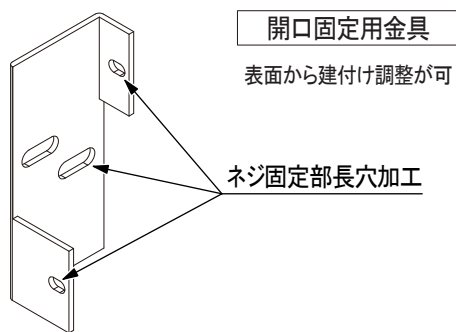 開口固定用金具
表面から建付け調整が可
ネジ固定部長穴加工